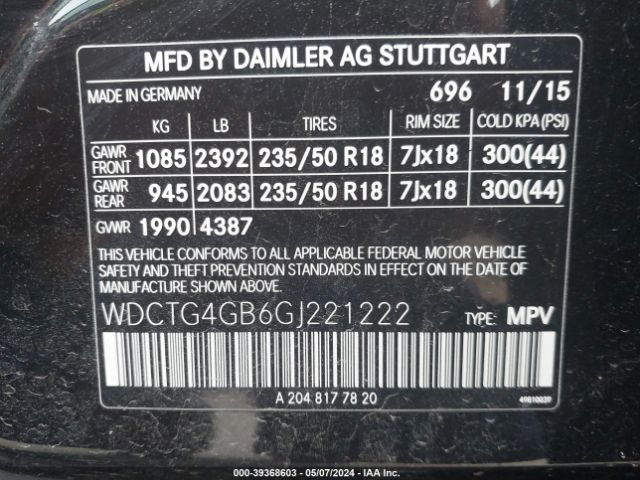 MFD BY DAIMLER AG STUTTGART
MADE IN GERMANY 696 11/15
KG LB TIRES RIM SIZE COLD KPA(PSI)
GAWR FRONT 1085 2392 235/50 R18 7Jx18 300(44)
GAWR REAR 945 2083 235/50 R18 7Jx18 300(44)
GVWR 1990 4387
THIS VEHICLE CONFORMS TO ALL APPLICABLE FEDERAL MOTOR VEHICLE
SAFETY AND THEFT PREVENTION STANDARDS IN EFFECT ON THE DATE
OF MANUFACTURE SHOWN ABOVE
WDCTG4GB6GJ221222 TYPE: MPV
A 204 817 78 20
49810039
000-39368603 — 05/07/2024 — IAA Inc.